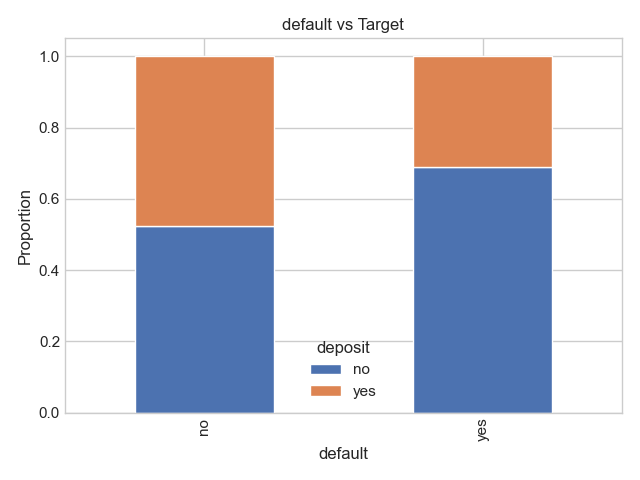 default vs Target
Proportion
1.0
0.8
0.6
0.4
0.2
0.0
deposit
no
yes
no
yes
default